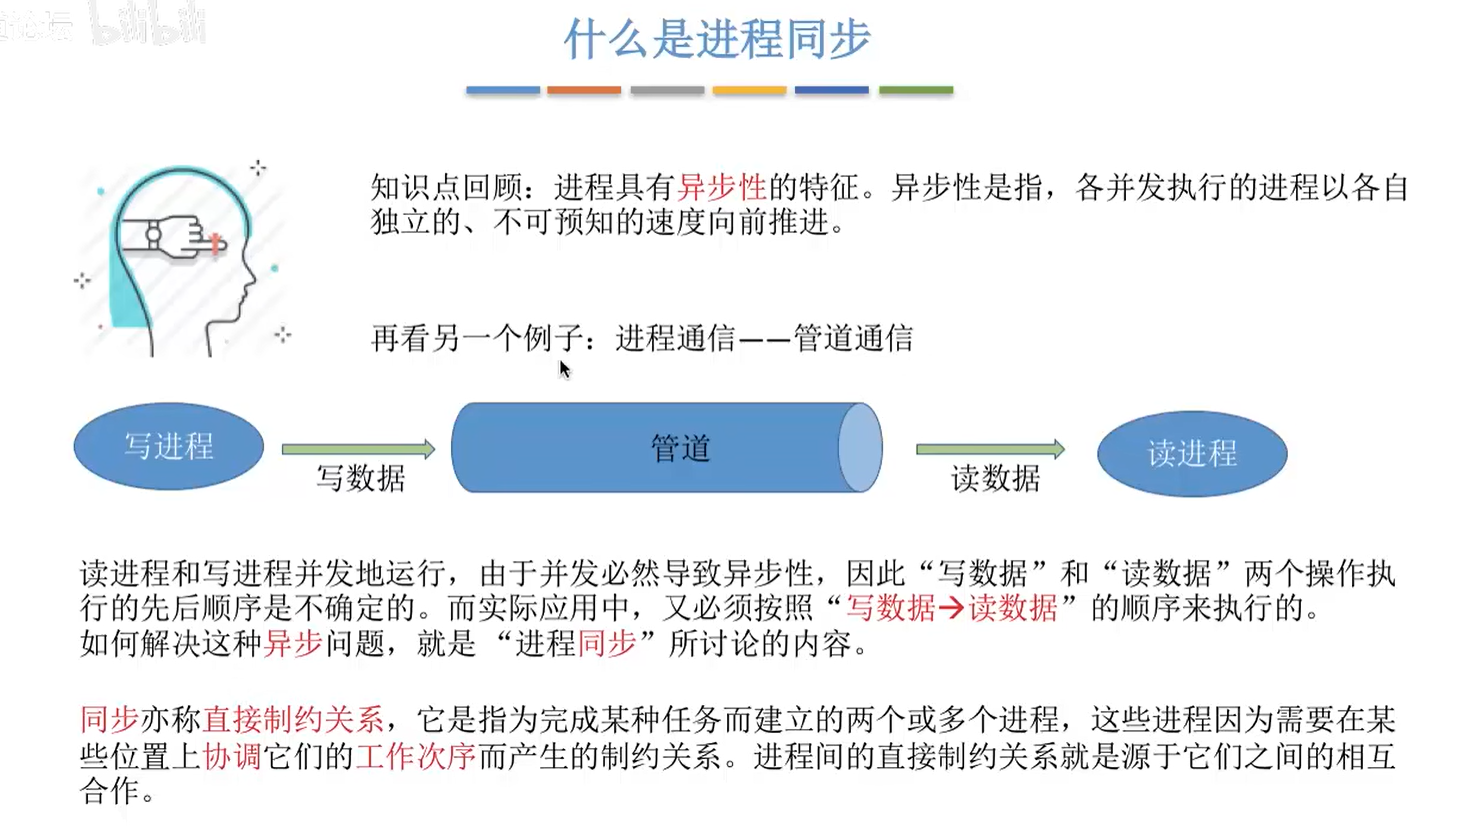 论坛 bilibili
什么是进程同步
知识点回顾：进程具有异步性的特征。异步性是指，各并发执行的进程以各自
独立的、不可预知的速度向前推进。
再看另一个例子：进程通信——管道通信
写进程
写数据
管道
读数据
读进程
读进程和写进程并发地运行，由于并发必然导致异步性，因此“写数据”和“读数据”两个操作执
行的先后顺序是不确定的。而实际应用中，又必须按照“写数据→读数据”的顺序来执行的。
如何解决这种异步问题，就是 “进程同步”所讨论的内容。
同步亦称直接制约关系，它是指为完成某种任务而建立的两个或多个进程，这些进程因为需要在某
些位置上协调它们的工作次序而产生的制约关系。进程间的直接制约关系就是源于它们之间的相互
合作。